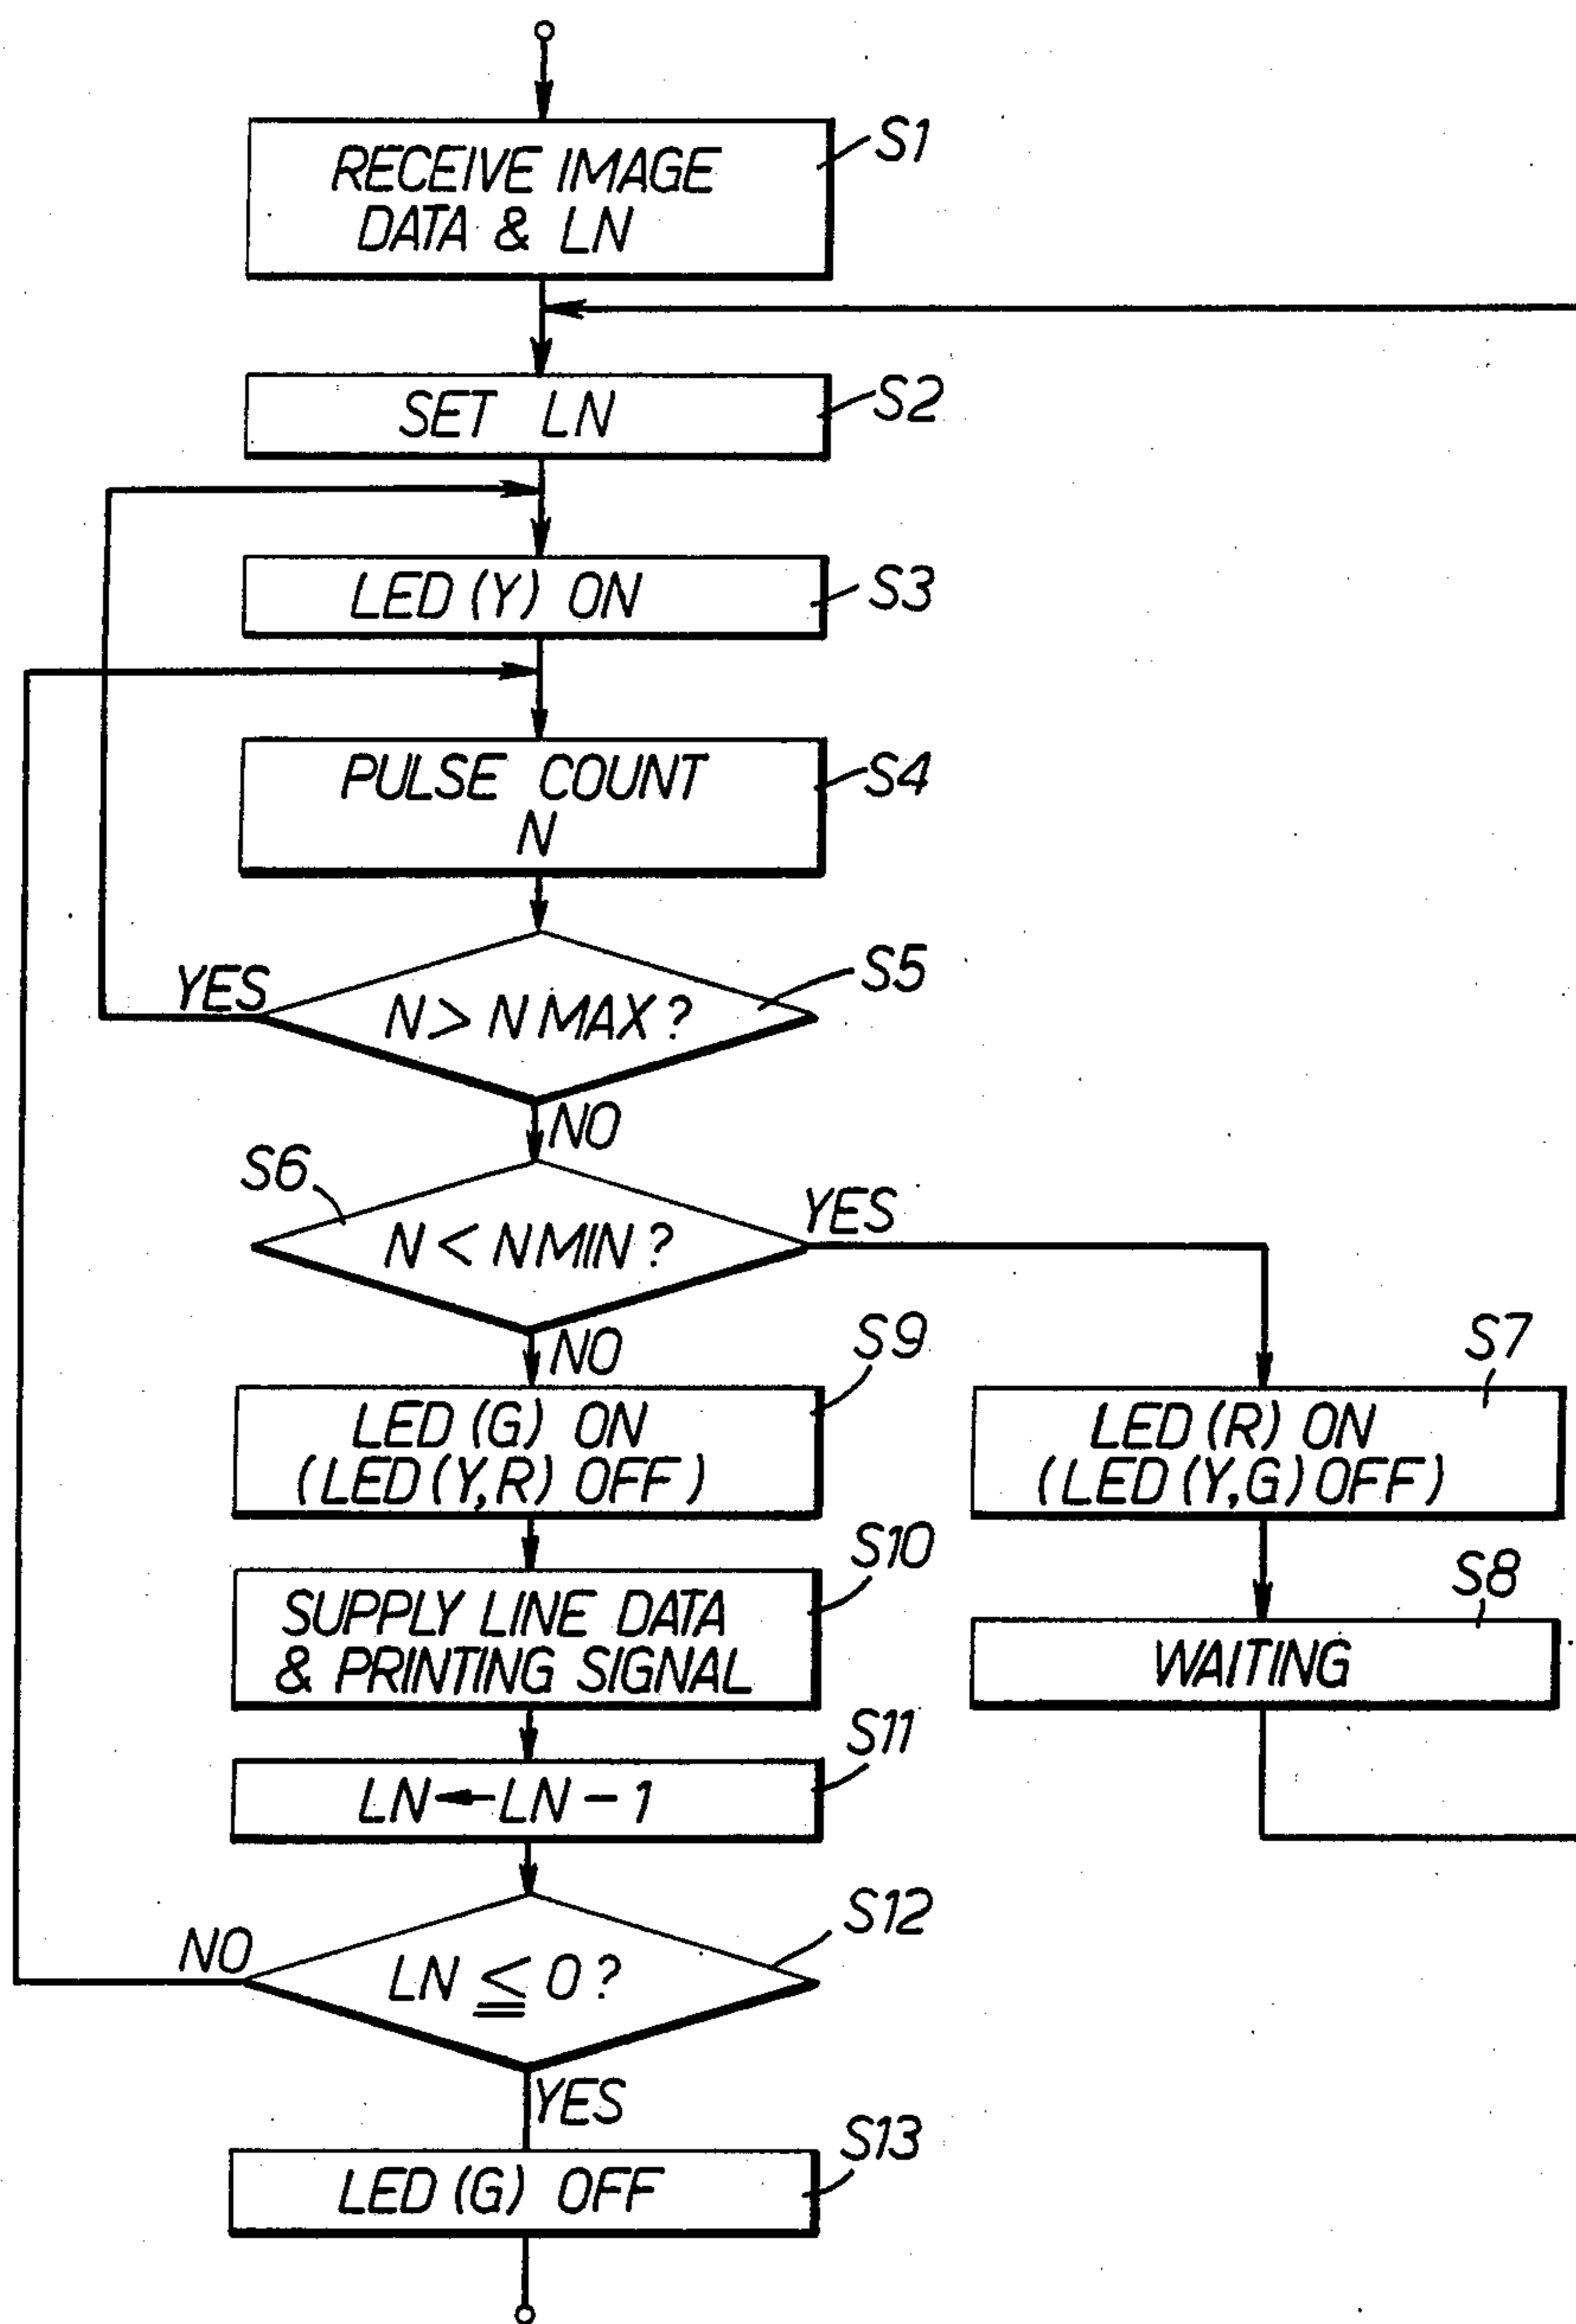 S1
RECEIVE IMAGE
DATA & LN
S2
SET LN
S3
LED (Y) ON
S4
PULSE COUNT
N
S5
YES
N > N MAX ?
NO
S6
YES
N < N MIN ?
NO
S9
LED (G) ON
(LED (Y,R) OFF)
S7
LED (R) ON
(LED (Y,G) OFF)
S10
SUPPLY LINE DATA
& PRINTING SIGNAL
S8
WAITING
S11
LN ← LN - 1
S12
NO
LN ≦ 0 ?
YES
S13
LED (G) OFF